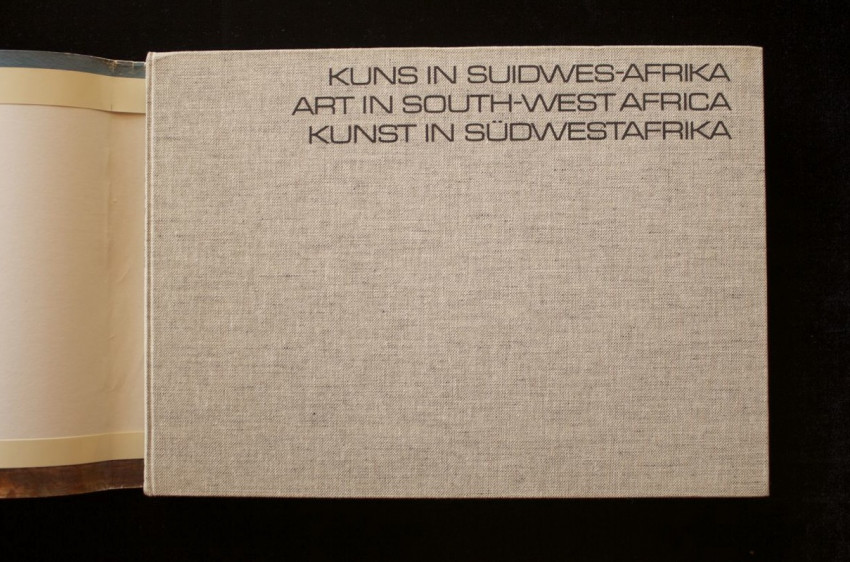 KUNS IN SUIDWES-AFRIKA
ART IN SOUTH-WEST AFRICA
KUNST IN SÜDWESTAFRIKA